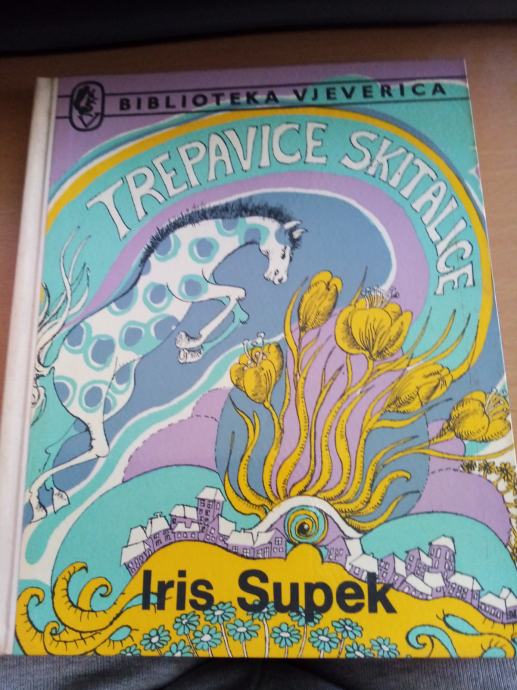 BIBLIOTEKA VJEVERICA
TREPAVICE SKITALICE
Iris Supek